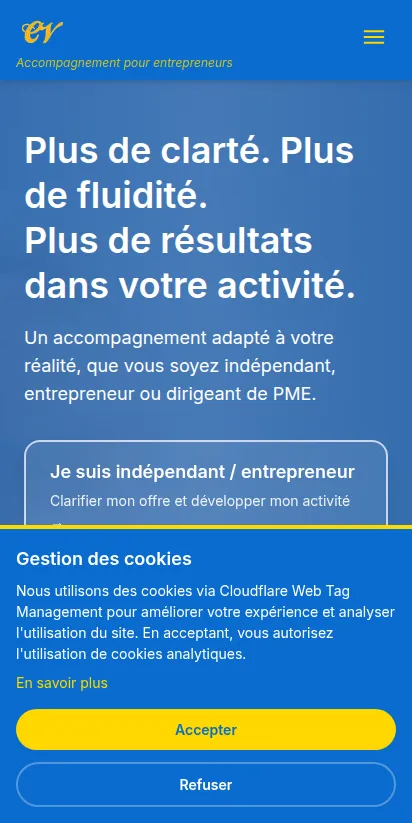 ev
Accompagnement pour entrepreneurs
Plus de clarté. Plus
de fluidité.
Plus de résultats
dans votre activité.
Un accompagnement adapté à votre
réalité, que vous soyez indépendant,
entrepreneur ou dirigeant de PME.
Je suis indépendant / entrepreneur
Clarifier mon offre et développer mon activité
Gestion des cookies
Nous utilisons des cookies via Cloudflare Web Tag
Management pour améliorer votre expérience et analyser
l'utilisation du site. En acceptant, vous autorisez
l'utilisation de cookies analytiques.
En savoir plus
Accepter
Refuser